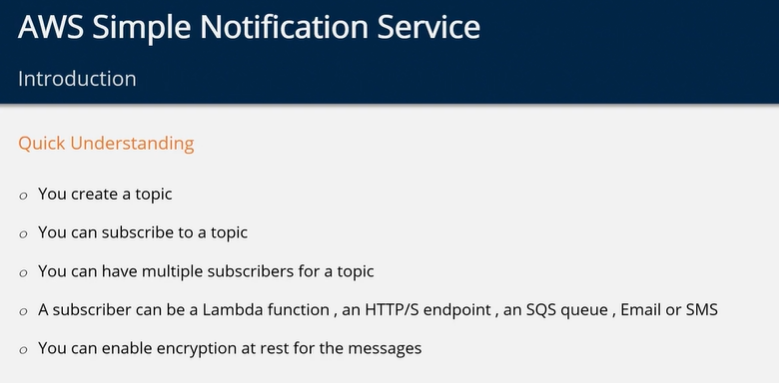 AWS Simple Notification Service
Introduction
Quick Understanding
o You create a topic
o You can subscribe to a topic
o You can have multiple subscribers for a topic
o A subscriber can be a Lambda function , an HTTP/S endpoint , an SQS queue , Email or SMS
o You can enable encryption at rest for the messages